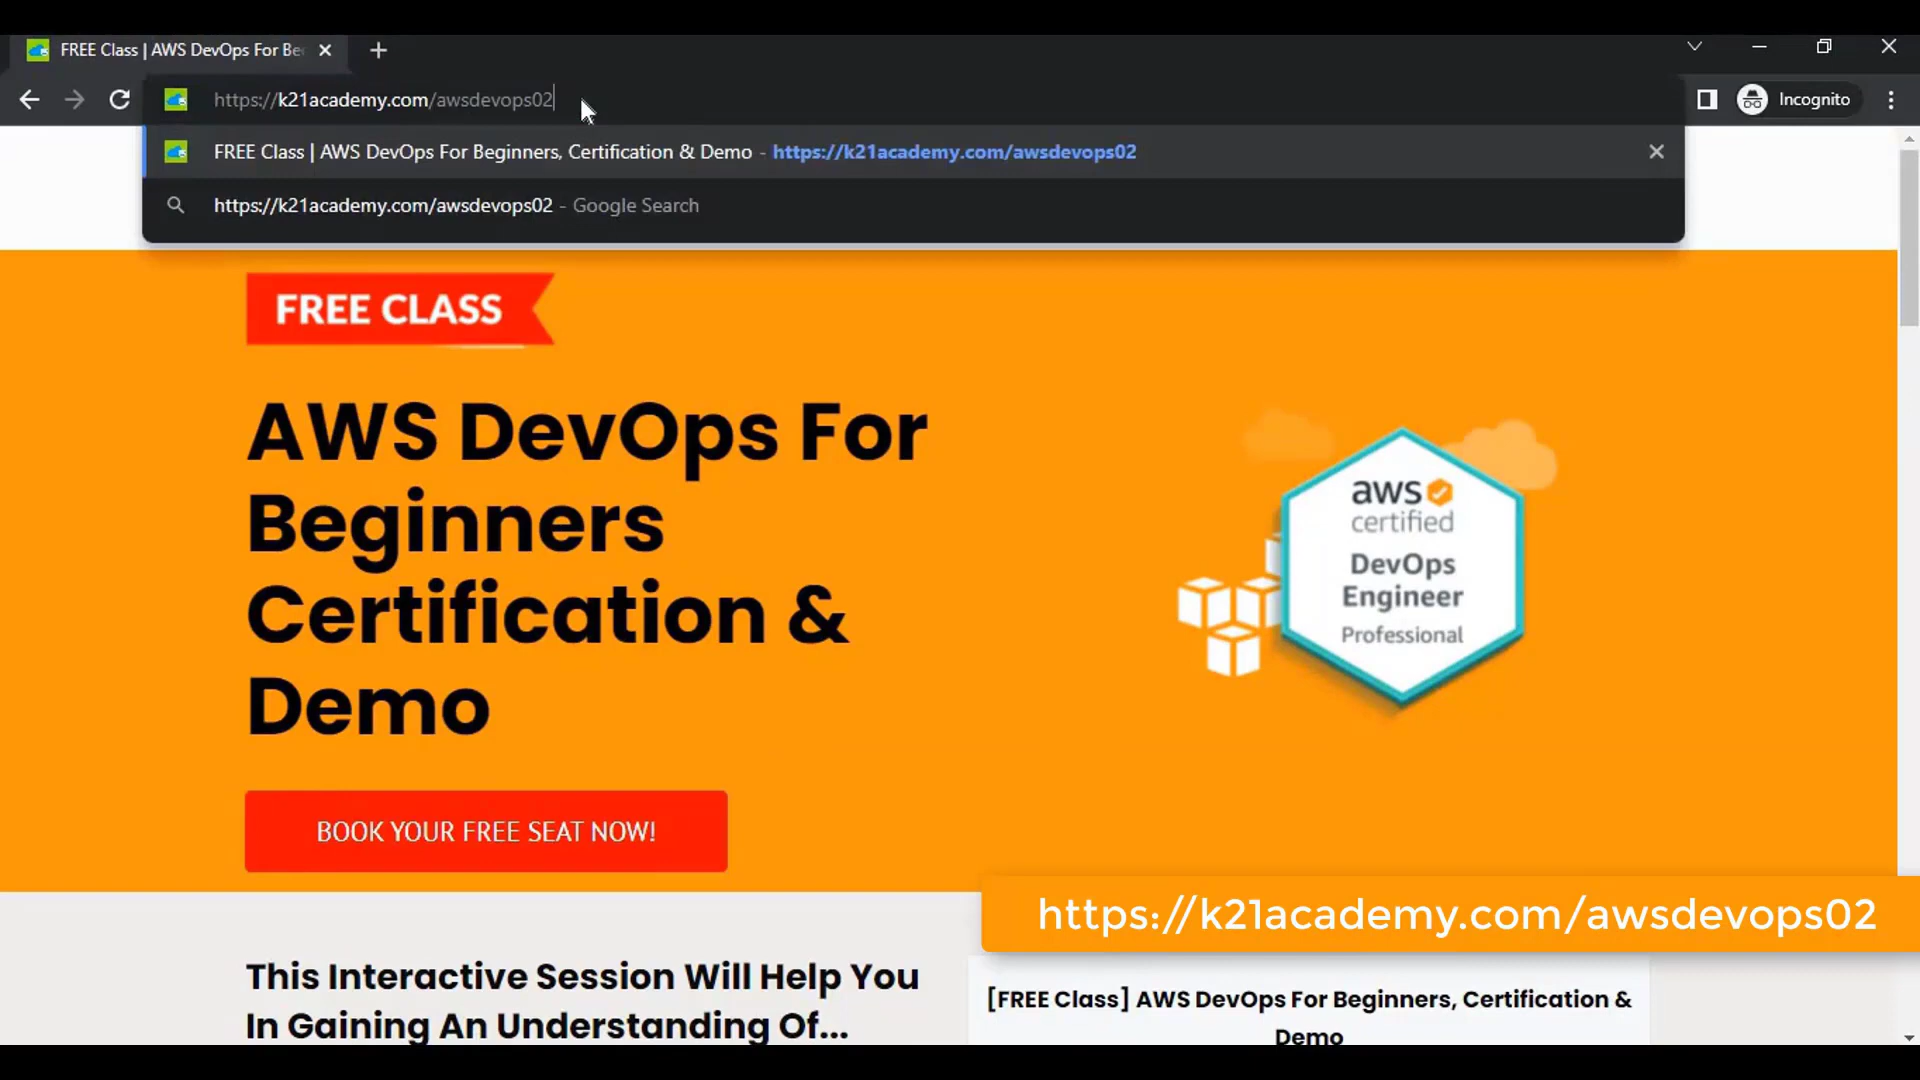 FREE Class | AWS DevOps For Be
https://k21academy.com/awsdevops02
Incognito
FREE Class | AWS DevOps For Beginners, Certification & Demo - https://k21academy.com/awsdevops02
https://k21academy.com/awsdevops02 - Google Search
FREE CLASS
AWS DevOps For
Beginners
Certification &
Demo
aws
certified
DevOps
Engineer
Professional
BOOK YOUR FREE SEAT NOW!
https://k21academy.com/awsdevops02
This Interactive Session Will Help You
In Gaining An Understanding Of...
[FREE Class] AWS DevOps For Beginners, Certification &
Demo